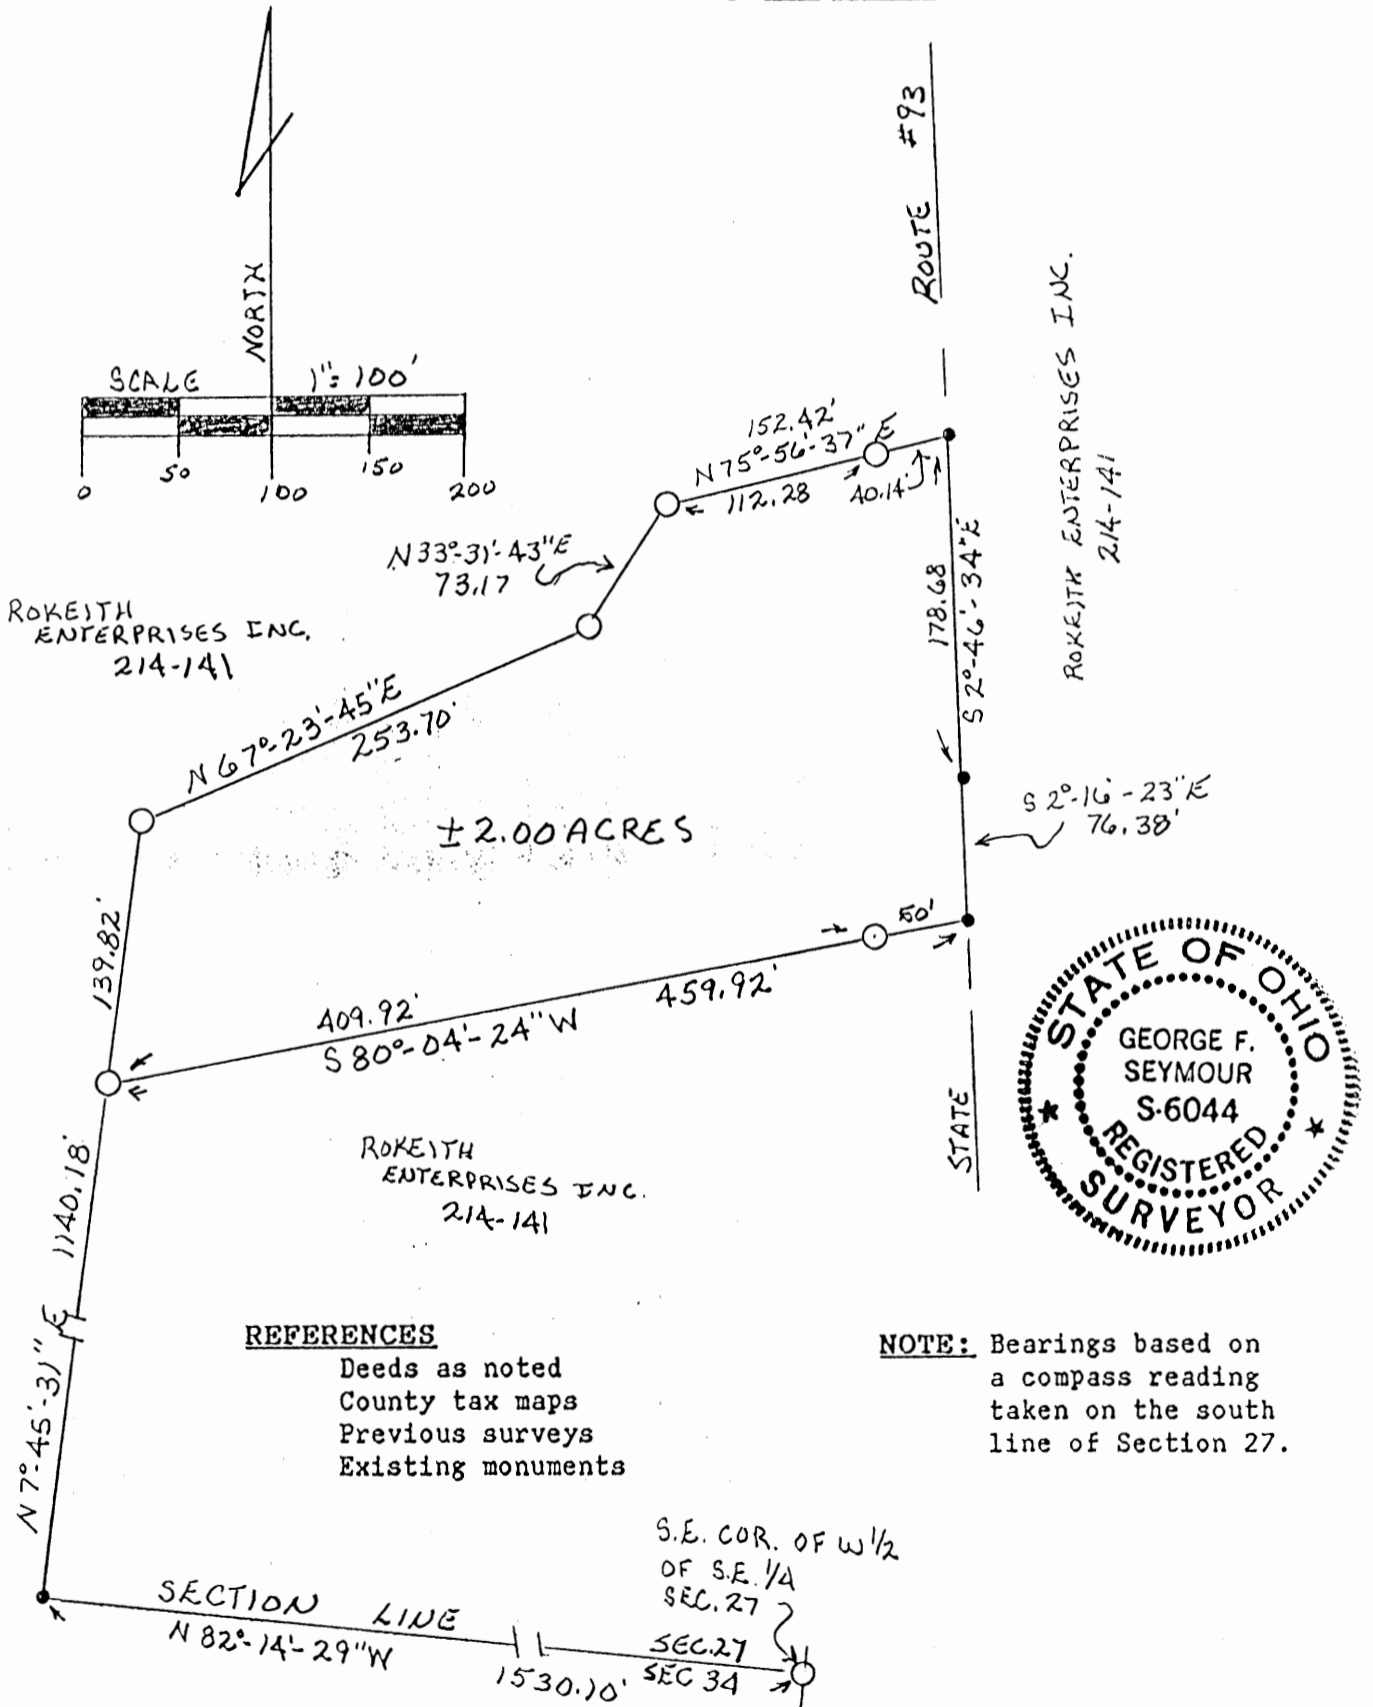 ROUTE #93
NORTH
SCALE 1"= 100'
0 50 100 150 200
152.42'
N 75°-56'-37" E
112.28
40.14'
N 33°-31'-43" E
73.17
ROKEITH
ENTERPRISES INC.
214-141
ROKEITH ENTERPRISES INC.
214-141
178.68
S 2°-46'-34" E
N 67°-23'-45" E
253.70'
± 2.00 ACRES
S 2°-16'-23" E
76.38'
139.82'
50'
409.92'
459.92'
S 80°-04'-24" W
STATE
STATE OF OHIO
GEORGE F.
SEYMOUR
S-6044
REGISTERED
SURVEYOR
ROKEITH
ENTERPRISES INC.
214-141
N 7°-45'-31" E 1140.18'
REFERENCES
Deeds as noted
County tax maps
Previous surveys
Existing monuments
NOTE: Bearings based on
a compass reading
taken on the south
line of Section 27.
S.E. COR. OF W 1/2
OF S.E. 1/4
SEC. 27
SECTION LINE
N 82°-14'-29" W
1530.10'
SEC. 27
SEC 34